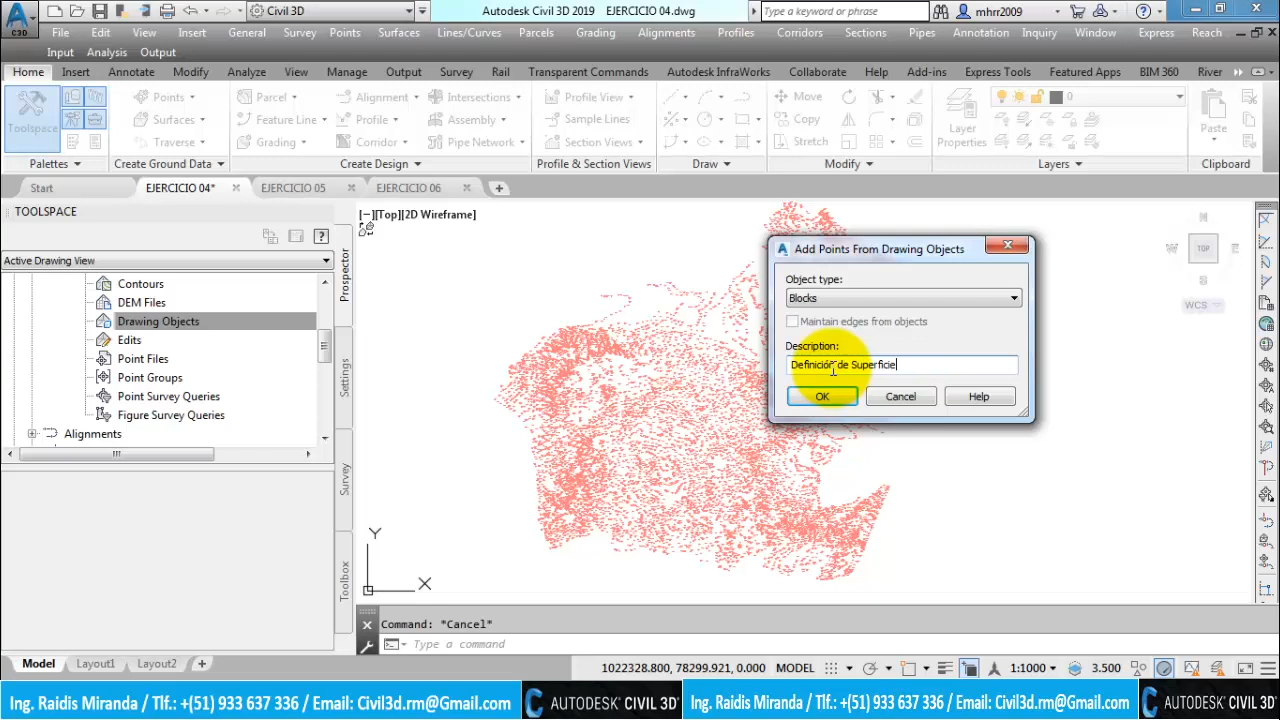 Civil 3D
Autodesk Civil 3D 2019 EJERCICIO 04.dwg
Type a keyword or phrase
mhrr2009
C3D
File Edit View Insert General Survey Points Surfaces Lines/Curves Parcels Grading Alignments Profiles Corridors Sections Pipes Annotation Inquiry Window Express Reach
Input Analysis Output
Home Insert Annotate Modify Analyze View Manage Output Survey Rail Transparent Commands Autodesk InfraWorks Collaborate Help Add-ins Express Tools Featured Apps BIM 360 River
Toolspace
Points Parcel Alignment Intersections Profile View Move Copy Stretch
Surfaces Feature Line Profile Assembly Sample Lines
Traverse Grading Corridor Pipe Network Section Views
Layer Properties
0
Paste
Palettes Create Ground Data Create Design Profile & Section Views Draw Modify Layers Clipboard
Start EJERCICIO 04* EJERCICIO 05 EJERCICIO 06
TOOLSPACE
Active Drawing View
Contours
DEM Files
Drawing Objects
Edits
Point Files
Point Groups
Point Survey Queries
Figure Survey Queries
Alignments
Prospector
Settings
Survey
Toolbox
[−][Top][2D Wireframe]
TOP
WCS
Add Points From Drawing Objects
Object type:
Blocks
Maintain edges from objects
Description:
Definición de Superficie
OK Cancel Help
Y
X
Command: *Cancel*
Type a command
Model Layout1 Layout2
1022328.800, 78299.921, 0.000 MODEL 1:1000 3.500
Ing. Raidis Miranda / Tlf.: +(51) 933 637 336 / Email: Civil3d.rm@Gmail.com
AUTODESK® CIVIL 3D®
Ing. Raidis Miranda / Tlf.: +(51) 933 637 336 / Email: Civil3d.rm@Gmail.com
AUTODESK® CIVIL 3D